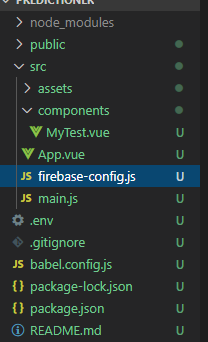 PREDICTIONER
node_modules
public
src
assets
components
MyTest.vue U
App.vue U
JS firebase-config.js U
JS main.js U
.env U
.gitignore U
babel.config.js U
package-lock.json U
package.json U
README.md U